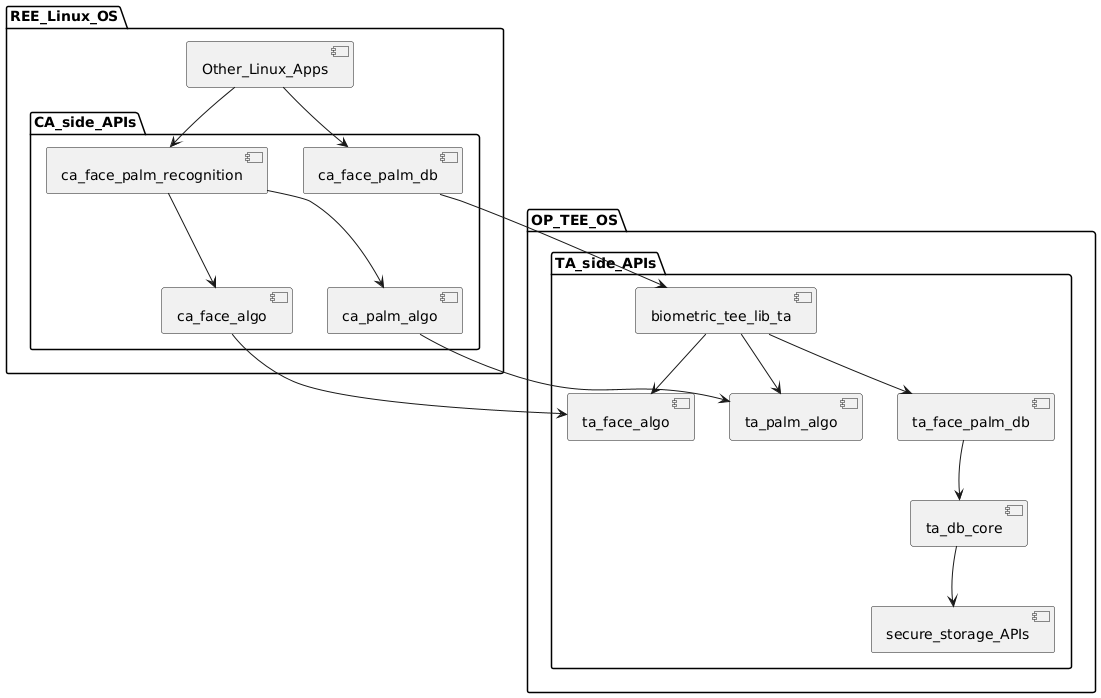 REE_Linux_OS
Other_Linux_Apps
CA_side_APIs
ca_face_palm_recognition
ca_face_palm_db
ca_face_algo
ca_palm_algo
OP_TEE_OS
TA_side_APIs
biometric_tee_lib_ta
ta_face_algo
ta_palm_algo
ta_face_palm_db
ta_db_core
secure_storage_APIs